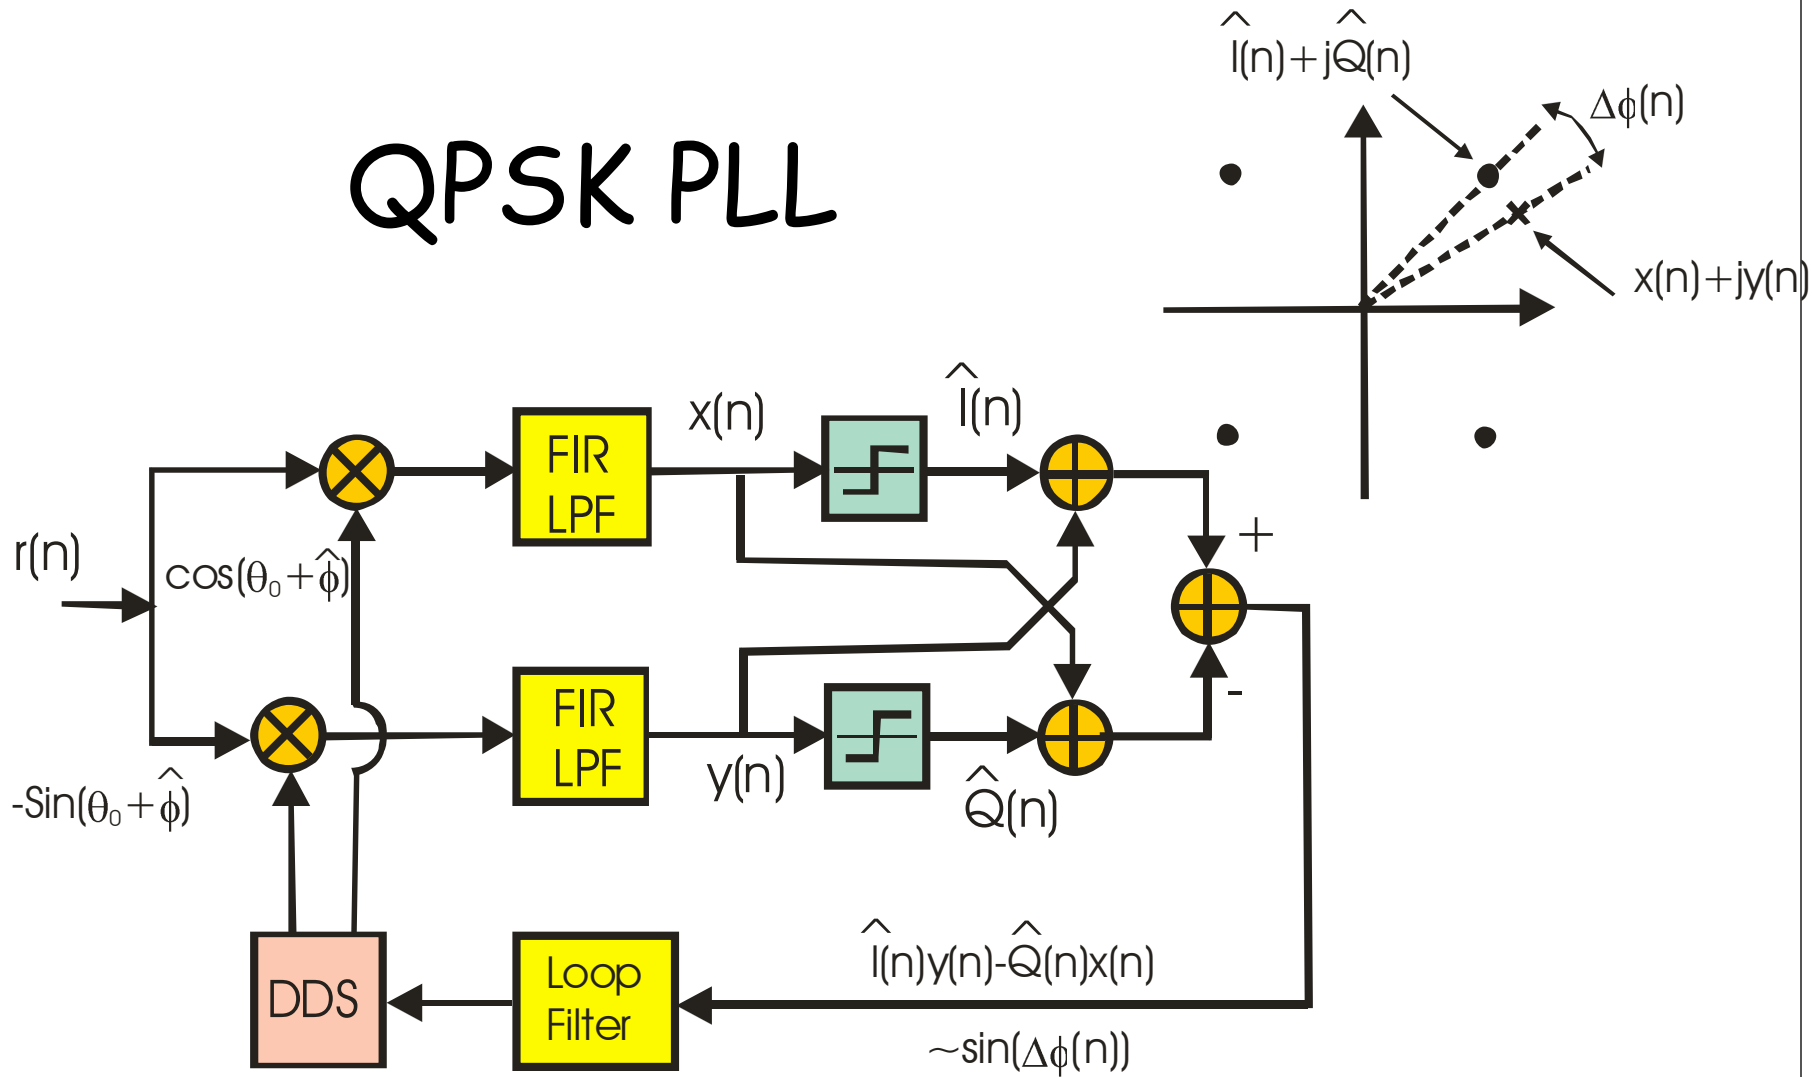 Î(n)+jQ̂(n)
Δϕ(n)
QPSK PLL
x(n)+jy(n)
x(n)
Î(n)
FIR
LPF
r(n)
cos(θ₀+ϕ̂)
+
-
FIR
LPF
y(n)
Q̂(n)
-Sin(θ₀+ϕ̂)
DDS
Loop
Filter
Î(n)y(n)-Q̂(n)x(n)
~sin(Δϕ(n))